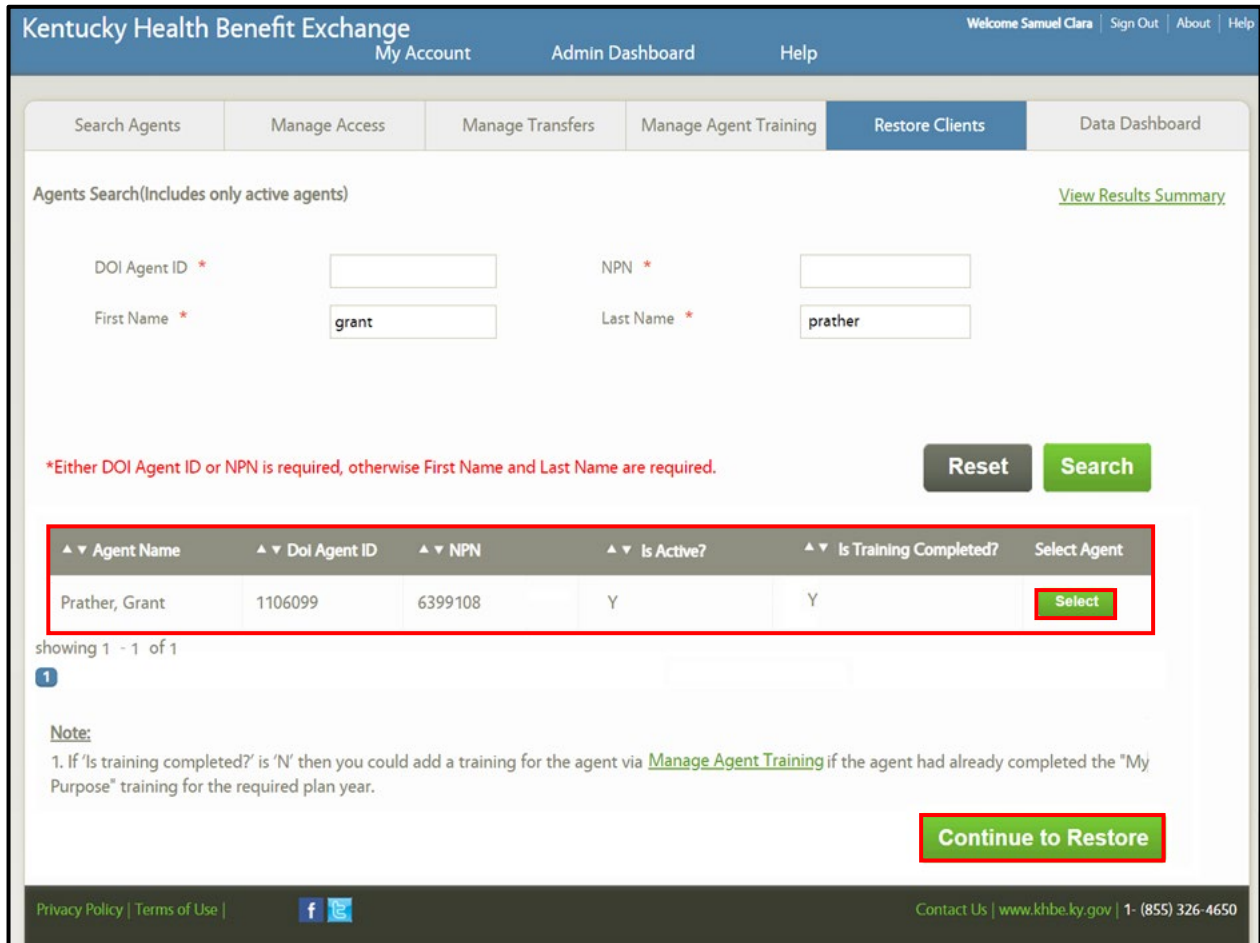 Kentucky Health Benefit Exchange
Welcome Samuel Clara | Sign Out | About | Help
My Account Admin Dashboard Help
Search Agents Manage Access Manage Transfers Manage Agent Training Restore Clients Data Dashboard
Agents Search(Includes only active agents)
View Results Summary
DOI Agent ID * NPN *
First Name * grant Last Name * prather
*Either DOI Agent ID or NPN is required, otherwise First Name and Last Name are required.
Reset Search
▲ ▼ Agent Name ▲ ▼ DoI Agent ID ▲ ▼ NPN ▲ ▼ Is Active? ▲ ▼ Is Training Completed? Select Agent
Prather, Grant 1106099 6399108 Y Y Select
showing 1 - 1 of 1
1
Note:
1. If 'Is training completed?' is 'N' then you could add a training for the agent via Manage Agent Training if the agent had already completed the "My
Purpose" training for the required plan year.
Continue to Restore
Privacy Policy | Terms of Use | f t Contact Us | www.khbe.ky.gov | 1- (855) 326-4650